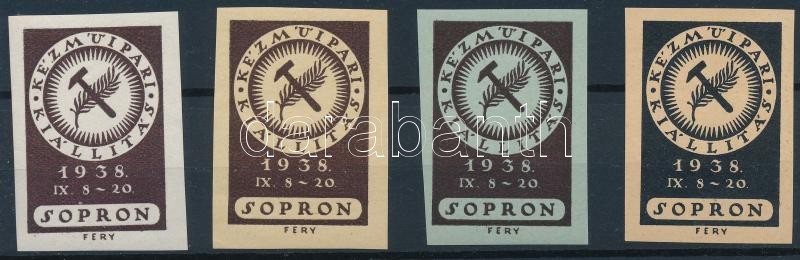 · KÉZMŰIPARI · KIÁLLÍTÁS
1938.
IX. 8~20.
SOPRON
FERY
· KÉZMŰIPARI · KIÁLLÍTÁS
1938.
IX. 8~20.
SOPRON
FERY
· KÉZMŰIPARI · KIÁLLÍTÁS
1938.
IX. 8~20.
SOPRON
FERY
· KÉZMŰIPARI · KIÁLLÍTÁS
1938.
IX. 8~20.
SOPRON
FERY
darabanth